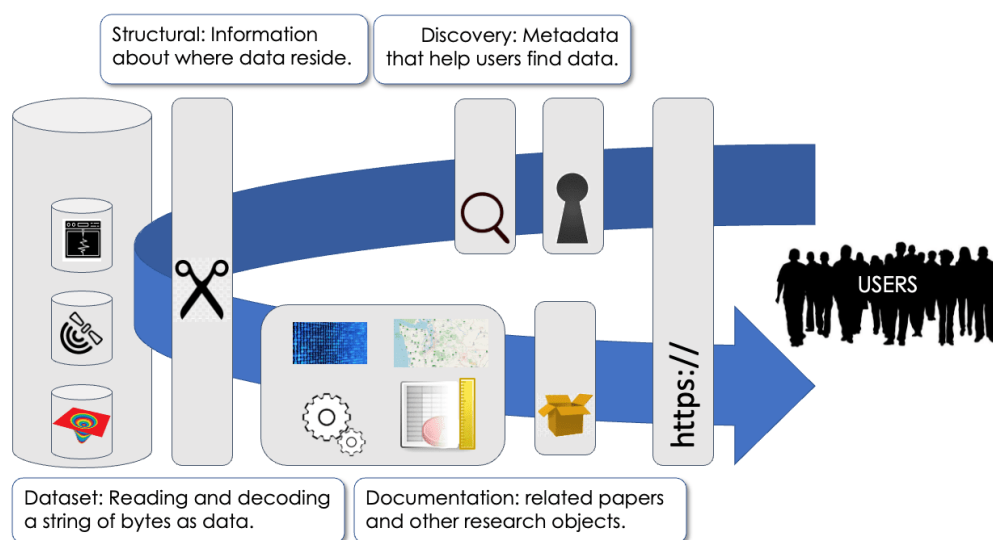 Structural: Information
about where data reside.
Discovery: Metadata
that help users find data.
USERS
https://
Dataset: Reading and decoding
a string of bytes as data.
Documentation: related papers
and other research objects.